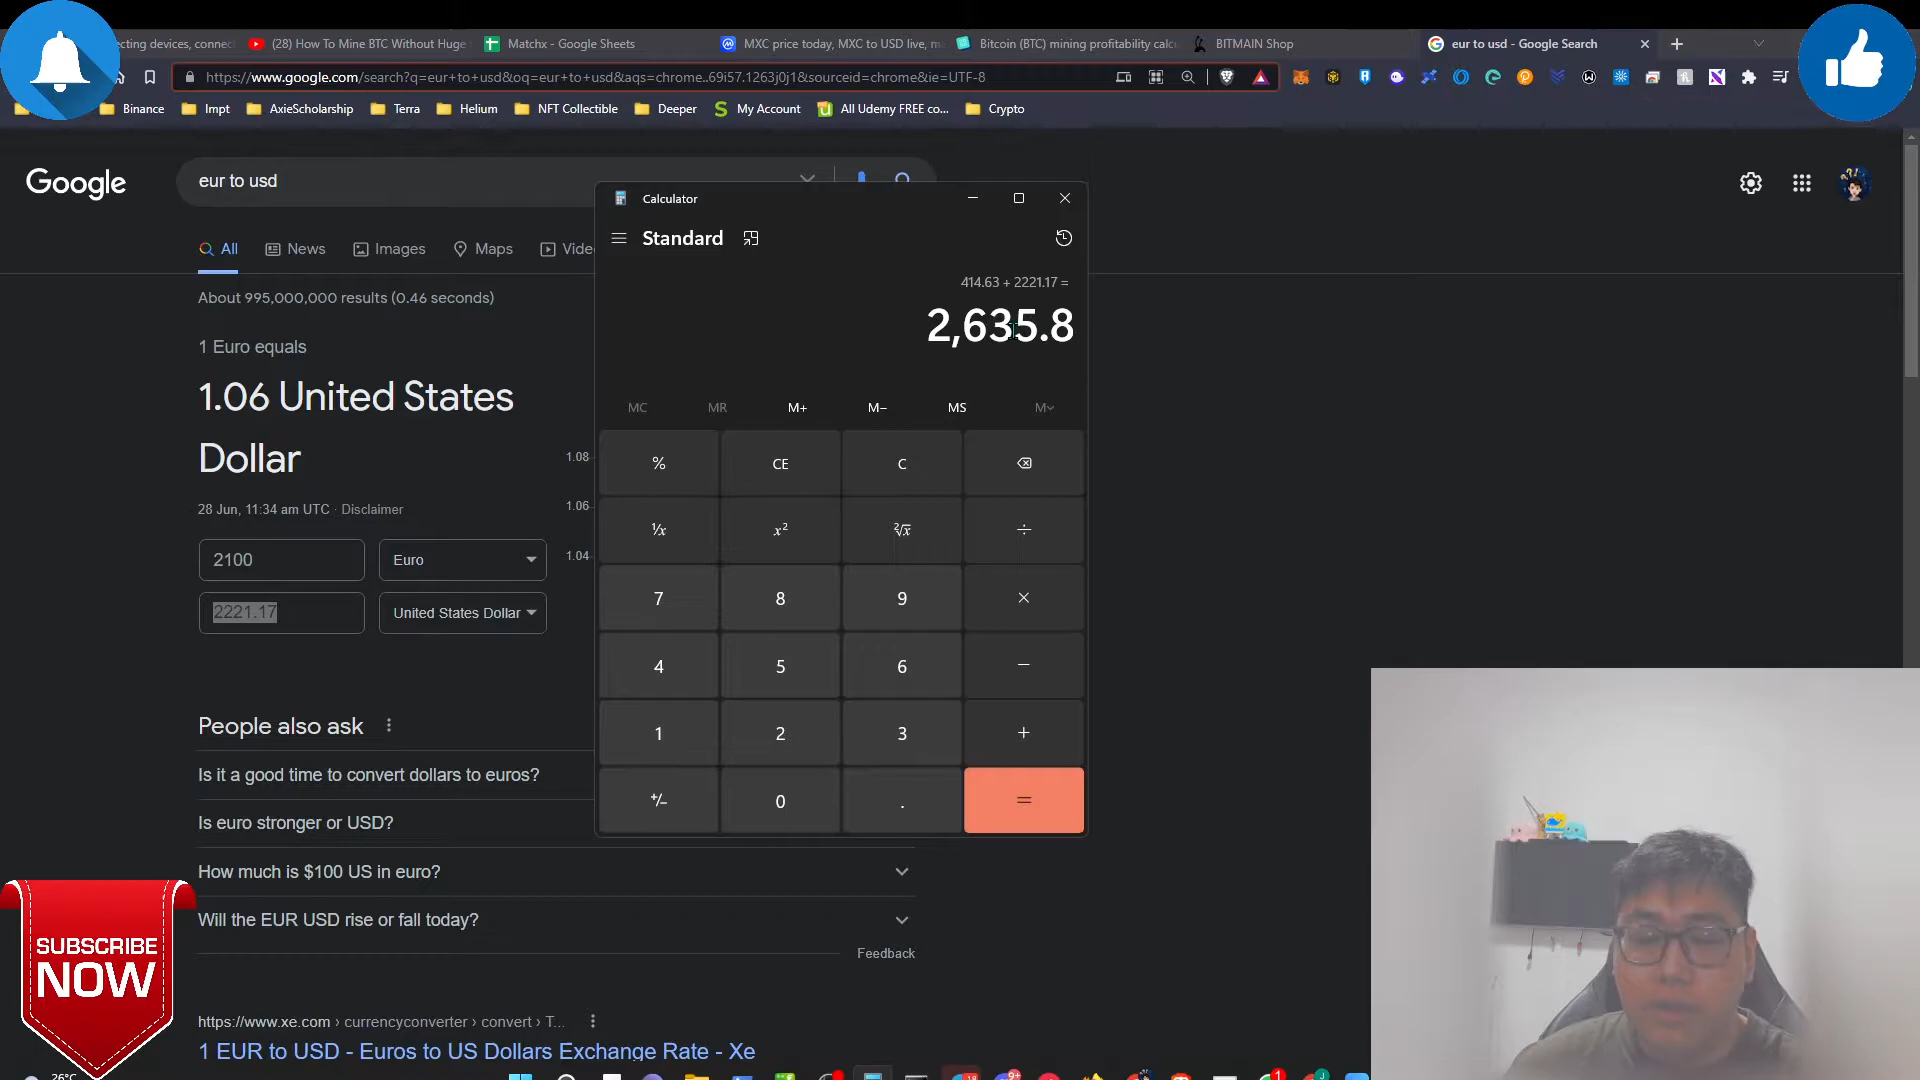 ecting devices, connec
(28) How To Mine BTC Without Huge
Matchx - Google Sheets
MXC price today, MXC to USD live, m
Bitcoin (BTC) mining profitability calcu
BITMAIN Shop
eur to usd - Google Search
https://www.google.com/search?q=eur+to+usd&oq=eur+to+usd&aqs=chrome..69i57.1263j0j1&sourceid=chrome&ie=UTF-8
Binance
Impt
AxieScholarship
Terra
Helium
NFT Collectible
Deeper
My Account
All Udemy FREE co...
Crypto
Google
eur to usd
All
News
Images
Maps
Vide
About 995,000,000 results (0.46 seconds)
1 Euro equals
1.06 United States
Dollar
28 Jun, 11:34 am UTC · Disclaimer
2100
Euro
2221.17
United States Dollar
1.08
1.06
1.04
Calculator
Standard
414.63 + 2221.17 =
2,635.8
MC
MR
M+
M−
MS
M
%
CE
C
¹/x
x²
²√x
÷
7
8
9
×
4
5
6
−
1
2
3
+
+/−
0
.
=
People also ask
Is it a good time to convert dollars to euros?
Is euro stronger or USD?
How much is $100 US in euro?
Will the EUR USD rise or fall today?
Feedback
https://www.xe.com › currencyconverter › convert › T...
1 EUR to USD - Euros to US Dollars Exchange Rate - Xe
SUBSCRIBE
NOW
26°C
18
9+
1